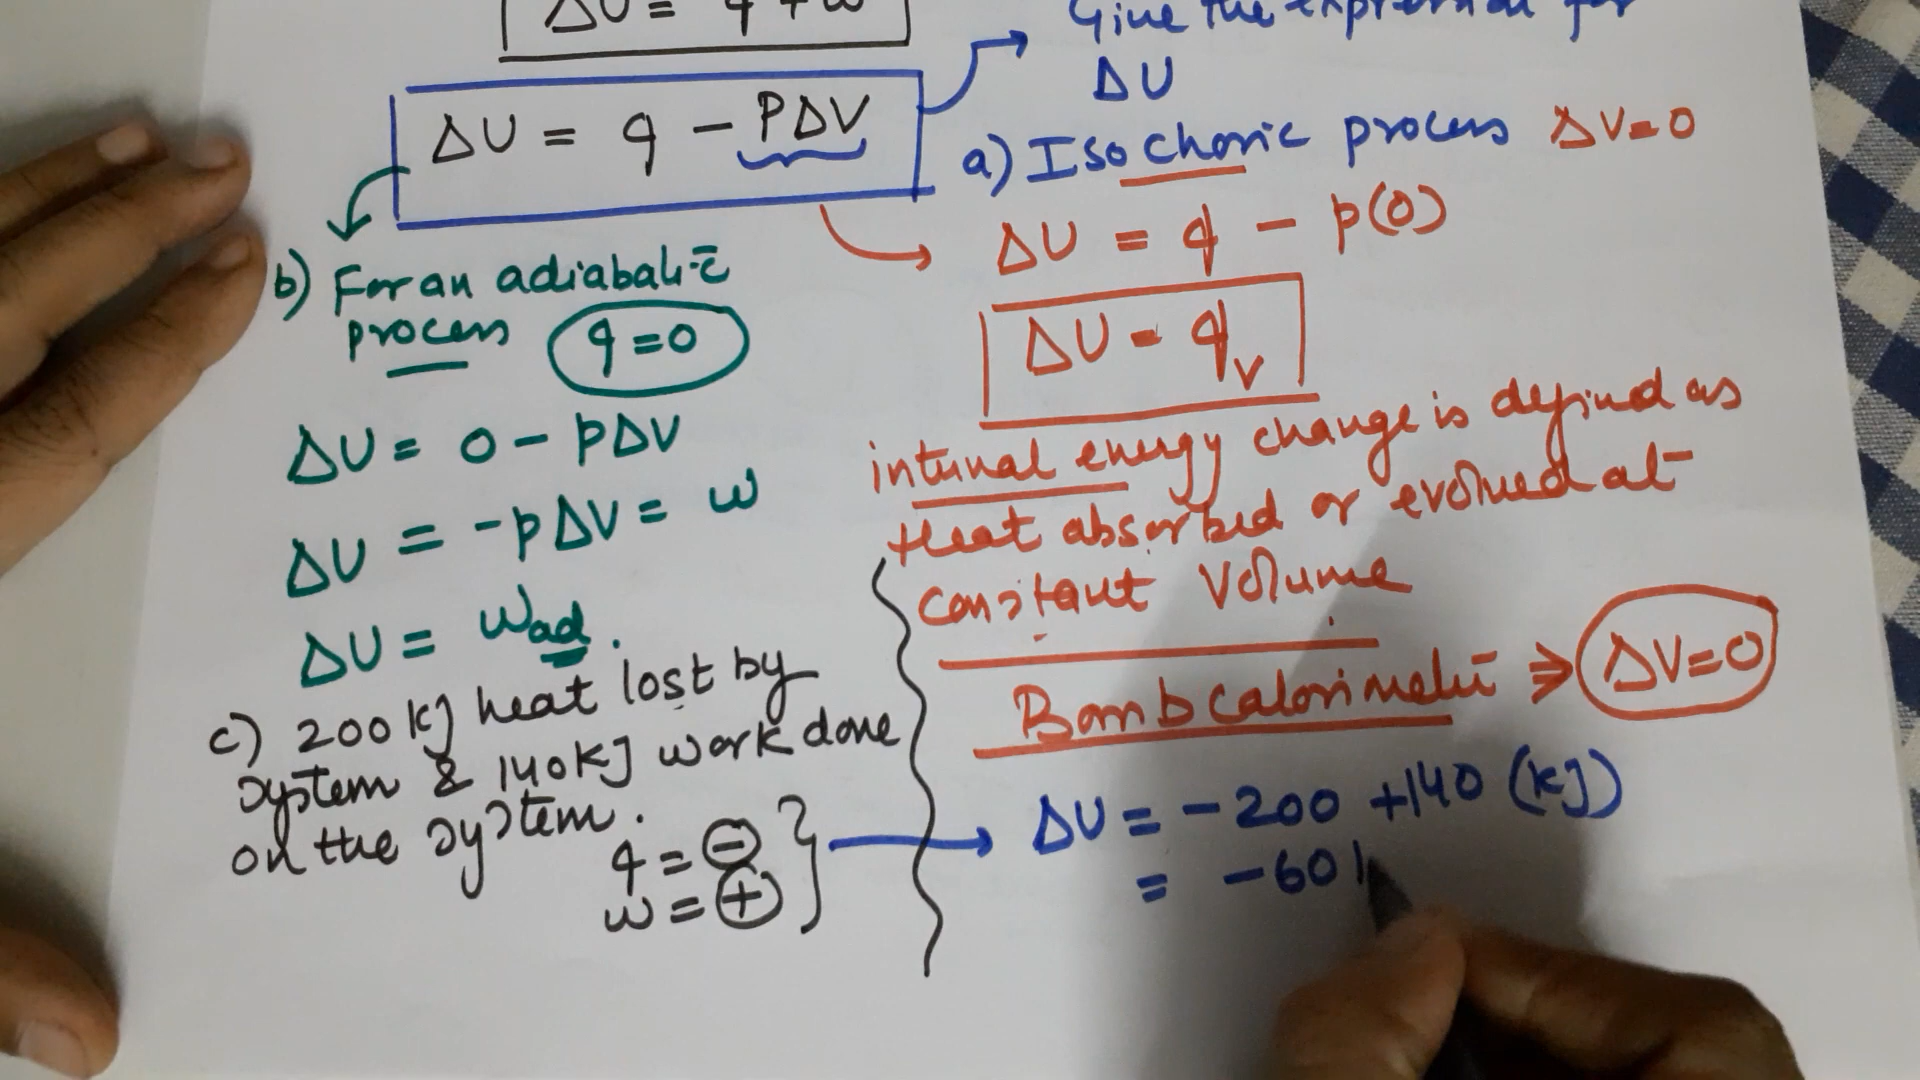 ΔU = q + w
ΔU = q - PΔV
Give the expression for
ΔU
a) Isochoric process ΔV=0
ΔU = q - p(0)
ΔU = qv
internal energy change is defined as
Heat absorbed or evolved at
constant Volume
Bomb calorimeter ⇒ ΔV=0
b) For an adiabatic
process q=0
ΔU = 0 - pΔV
ΔU = -pΔV = w
ΔU = wad.
c) 200 KJ heat lost by
system & 140KJ work done
on the system.
q = -
w = +
ΔU = -200 +140 (KJ)
= -60